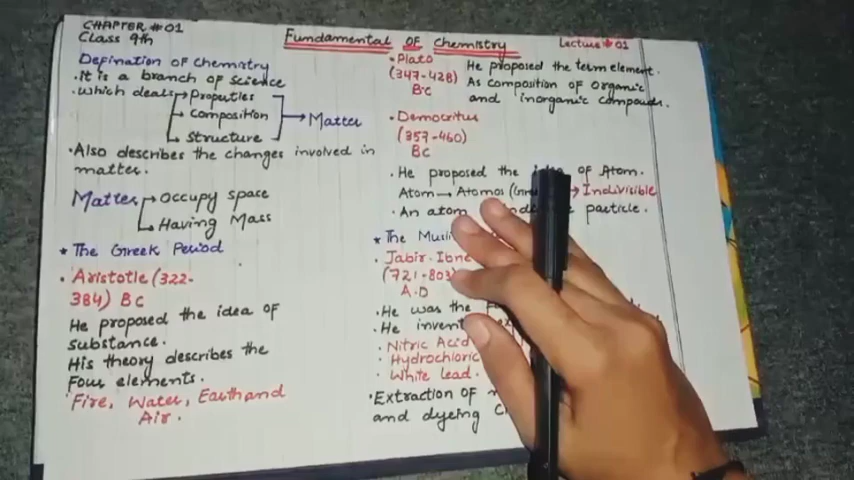 CHAPTER # 01
Class 9th
Fundamental OF Chemistry
Lecture # 01
Defination OF Chemistry
• It is a branch of science
• which deals → Properties
→ Composition
→ Structure
→ Matter
• Also describes the changes involved in
matter.
Matter → Occupy space
→ Having Mass
* The Greek Period
• Aristotle (322-
384) BC
He proposed the idea of
substance.
His theory describes the
Four elements.
Fire, Water, Earth and
Air.
• Plato
(347-428)
BC
He proposed the term element.
As composition of organic
and inorganic compounds.
• Democritus
(357-460)
BC
• He proposed the idea of Atom.
Atom → Atomos ( → Indivisible
• An atom particle.
* The
Jabir. Ibne
(721-803)
A.D
• He was the
• He
• Nitric Acid
• Hydrochloric
• White lead.
• Extraction of
and dyeing